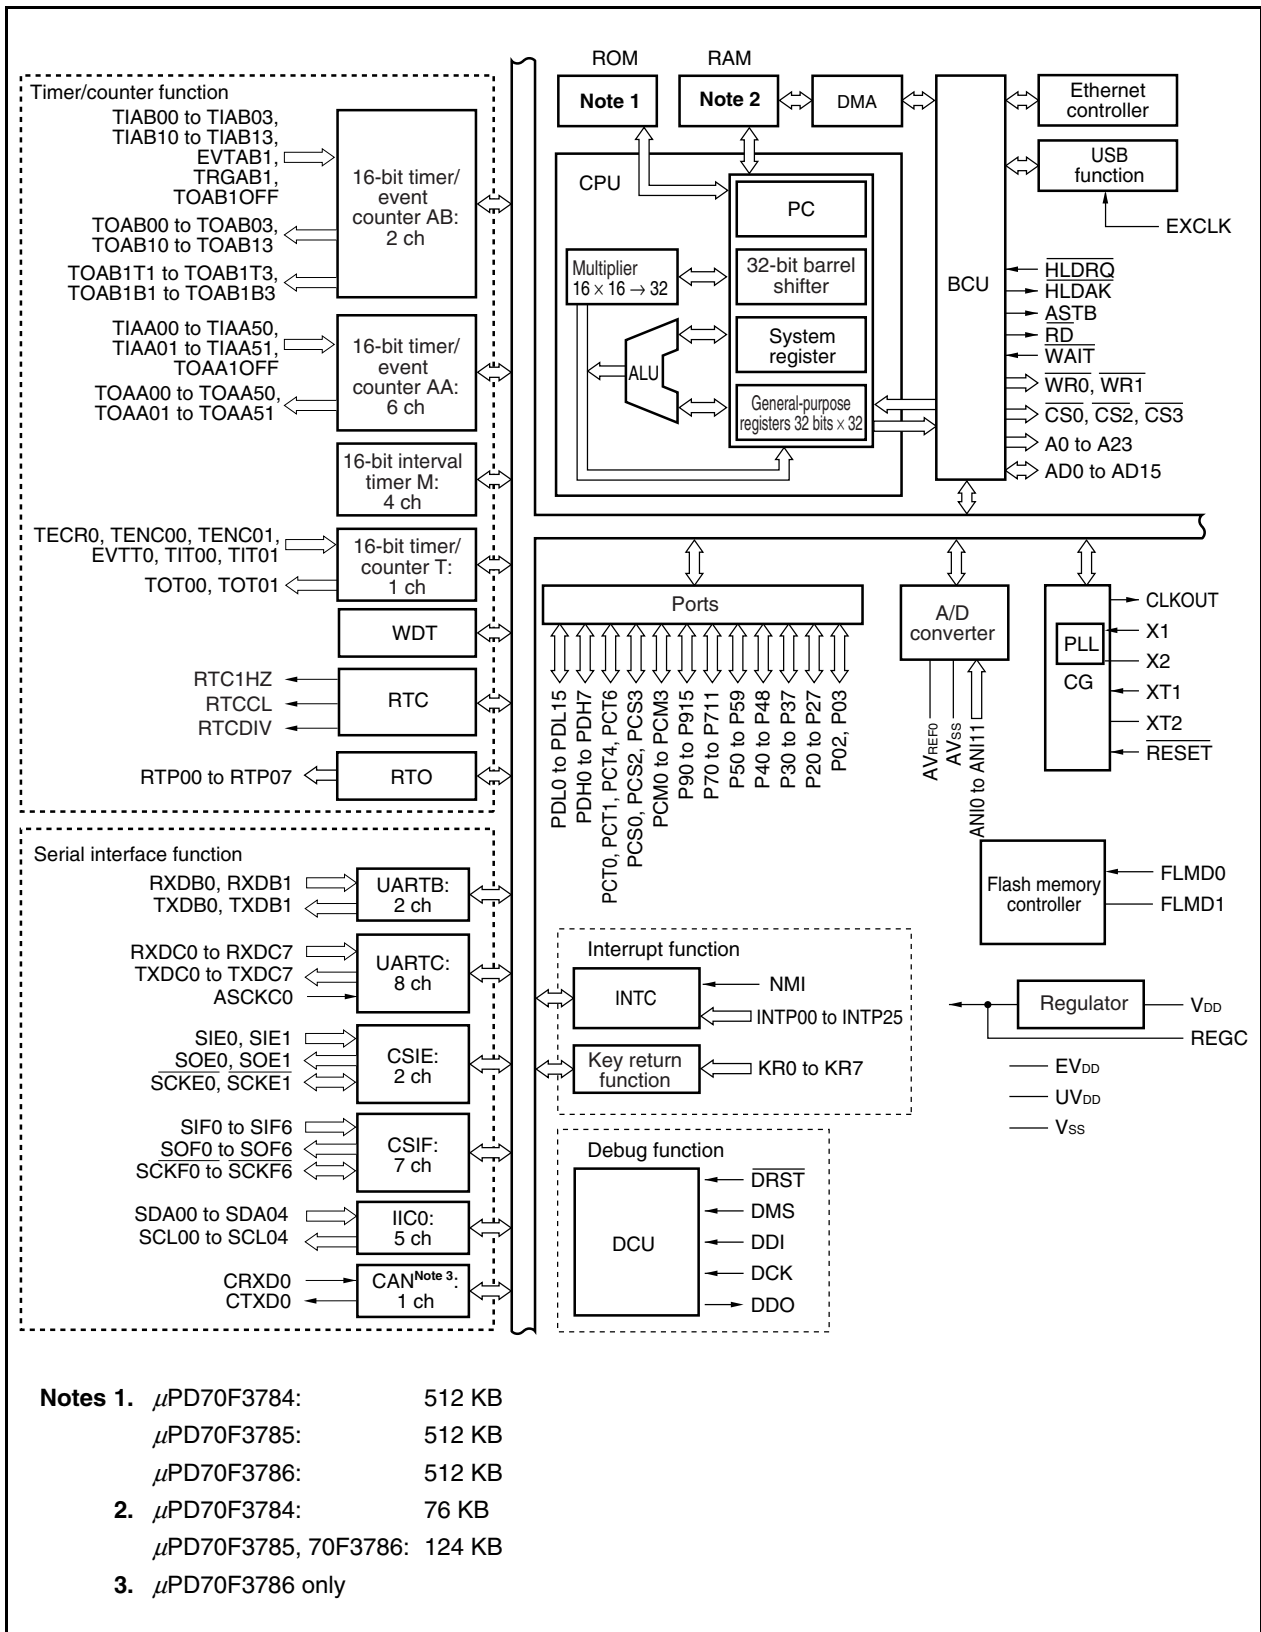 Timer/counter function
TIAB00 to TIAB03,
TIAB10 to TIAB13,
EVTAB1,
TRGAB1,
TOAB1OFF
TOAB00 to TOAB03,
TOAB10 to TOAB13
TOAB1T1 to TOAB1T3,
TOAB1B1 to TOAB1B3
16-bit timer/
event
counter AB:
2 ch
TIAA00 to TIAA50,
TIAA01 to TIAA51,
TOAA1OFF
TOAA00 to TOAA50,
TOAA01 to TOAA51
16-bit timer/
event
counter AA:
6 ch
16-bit interval
timer M:
4 ch
TECR0, TENC00, TENC01,
EVTT0, TIT00, TIT01
TOT00, TOT01
16-bit timer/
counter T:
1 ch
WDT
RTC1HZ
RTCCL
RTCDIV
RTC
RTP00 to RTP07
RTO
Serial interface function
RXDB0, RXDB1
TXDB0, TXDB1
UARTB:
2 ch
RXDC0 to RXDC7
TXDC0 to TXDC7
ASCKC0
UARTC:
8 ch
SIE0, SIE1
SOE0, SOE1
SCKE0, SCKE1
CSIE:
2 ch
SIF0 to SIF6
SOF0 to SOF6
SCKF0 to SCKF6
CSIF:
7 ch
SDA00 to SDA04
SCL00 to SCL04
IIC0:
5 ch
CRXD0
CTXD0
CAN Note 3:
1 ch
ROM
Note 1
RAM
Note 2
DMA
CPU
PC
Multiplier
16 × 16 → 32
32-bit barrel
shifter
ALU
System
register
General-purpose
registers 32 bits × 32
BCU
Ethernet
controller
USB
function
EXCLK
HLDRQ
HLDAK
ASTB
RD
WAIT
WR0, WR1
CS0, CS2, CS3
A0 to A23
AD0 to AD15
Ports
PDL0 to PDL15
PDH0 to PDH7
PCT0, PCT1, PCT4, PCT6
PCS0, PCS2, PCS3
PCM0 to PCM3
P90 to P915
P70 to P711
P50 to P59
P40 to P48
P30 to P37
P20 to P27
P02, P03
A/D
converter
AVREF0
AVSS
ANI0 to ANI11
PLL
CG
CLKOUT
X1
X2
XT1
XT2
RESET
Flash memory
controller
FLMD0
FLMD1
Interrupt function
INTC
NMI
INTP00 to INTP25
Key return
function
KR0 to KR7
Regulator
VDD
REGC
EVDD
UVDD
VSS
Debug function
DCU
DRST
DMS
DDI
DCK
DDO
Notes 1. μPD70F3784: 512 KB
μPD70F3785: 512 KB
μPD70F3786: 512 KB
2. μPD70F3784: 76 KB
μPD70F3785, 70F3786: 124 KB
3. μPD70F3786 only